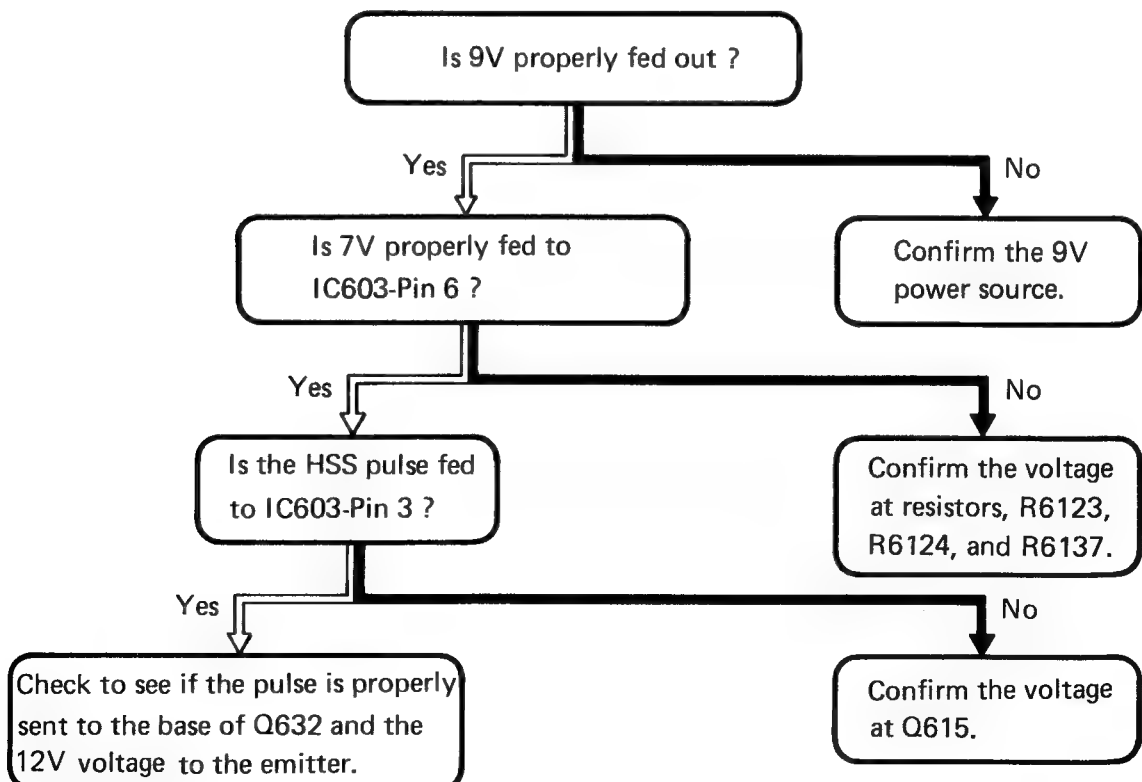 Is 9V properly fed out ?
Yes
No
Is 7V properly fed to
IC603-Pin 6 ?
Confirm the 9V
power source.
Yes
No
Is the HSS pulse fed
to IC603-Pin 3 ?
Confirm the voltage
at resistors, R6123,
R6124, and R6137.
Yes
No
Check to see if the pulse is properly
sent to the base of Q632 and the
12V voltage to the emitter.
Confirm the voltage
at Q615.